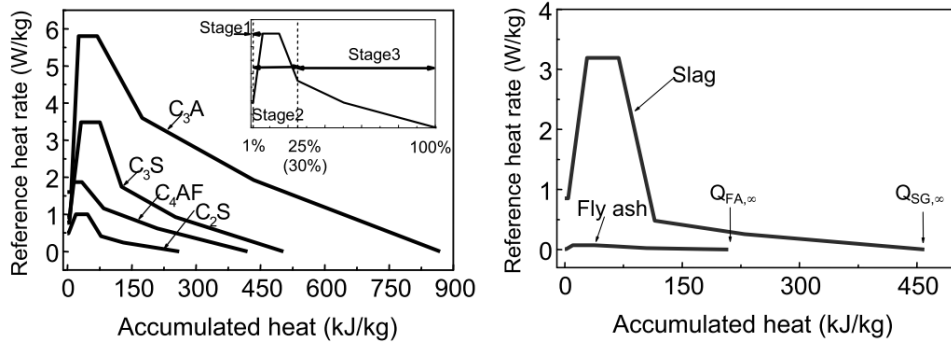 Reference heat rate (W/kg)
6
5
4
3
2
1
0
0
150
300
450
600
750
900
Accumulated heat (kJ/kg)
C₃A
C₃S
C₄AF
C₂S
Stage1
Stage3
Stage2
1%
25%
(30%)
100%
Reference heat rate (W/kg)
4
3
2
1
0
0
150
300
450
Accumulated heat (kJ/kg)
Slag
Fly ash
Q_FA,∞
Q_SG,∞